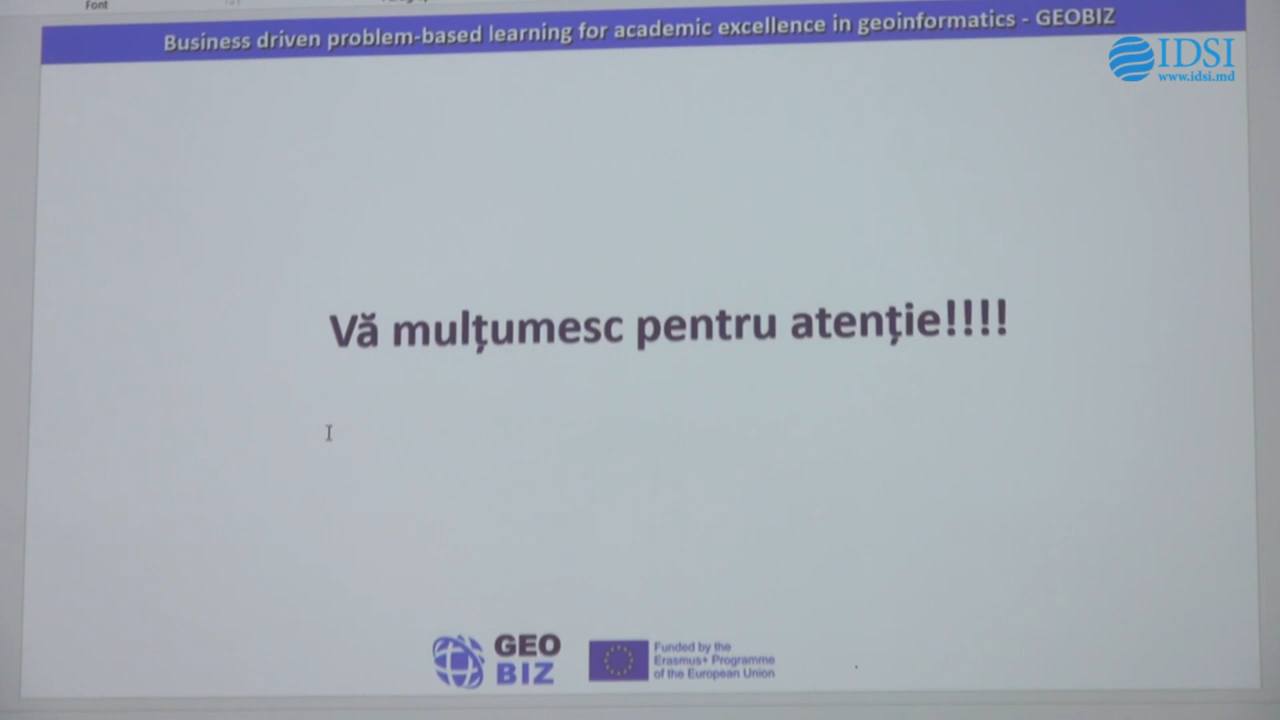 Font
Business driven problem-based learning for academic excellence in geoinformatics - GEOBIZ
IDSI
www.idsi.md
Vă mulțumesc pentru atenție!!!!
GEO
BIZ
Funded by the
Erasmus+ Programme
of the European Union